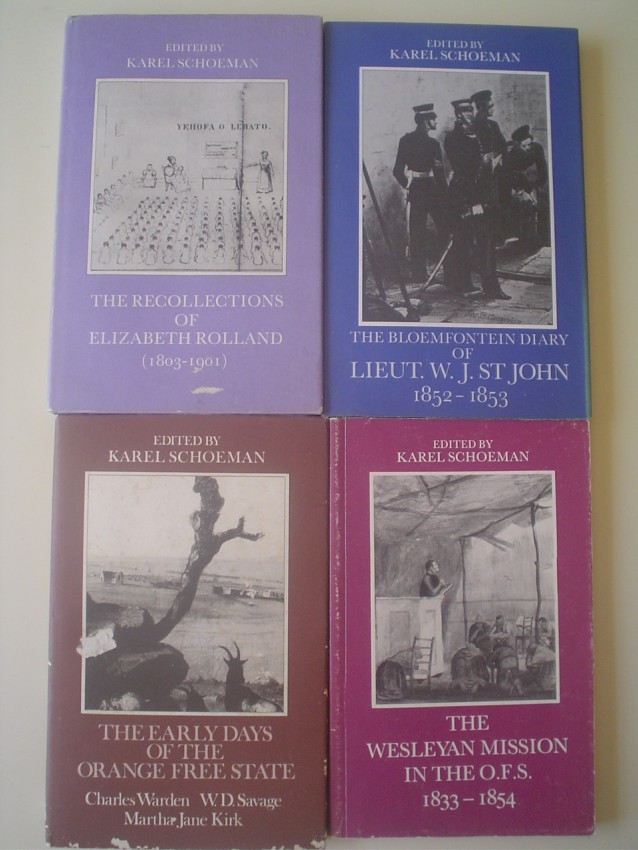 EDITED BY
KAREL SCHOEMAN
YEHOFA O LERATO.
THE RECOLLECTIONS
OF
ELIZABETH ROLLAND
(1803-1901)
EDITED BY
KAREL SCHOEMAN
THE BLOEMFONTEIN DIARY
OF
LIEUT. W. J. ST JOHN
1852-1853
EDITED BY
KAREL SCHOEMAN
THE EARLY DAYS
OF THE
ORANGE FREE STATE
Charles Warden W. D. Savage
Martha Jane Kirk
EDITED BY
KAREL SCHOEMAN
THE
WESLEYAN MISSION
IN THE O.F.S.
1833-1854